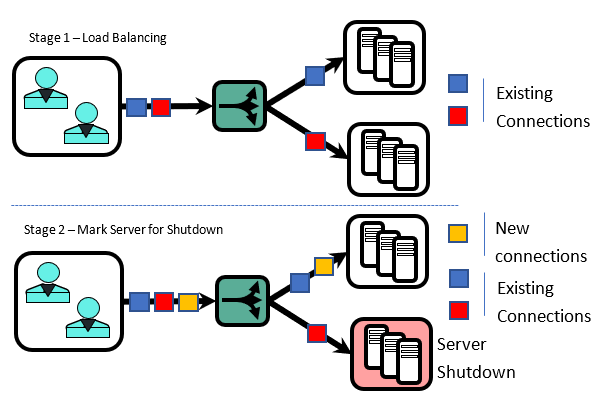 Stage 1 – Load Balancing
Existing
Connections
Stage 2 – Mark Server for Shutdown
New
connections
Existing
Connections
Server
Shutdown